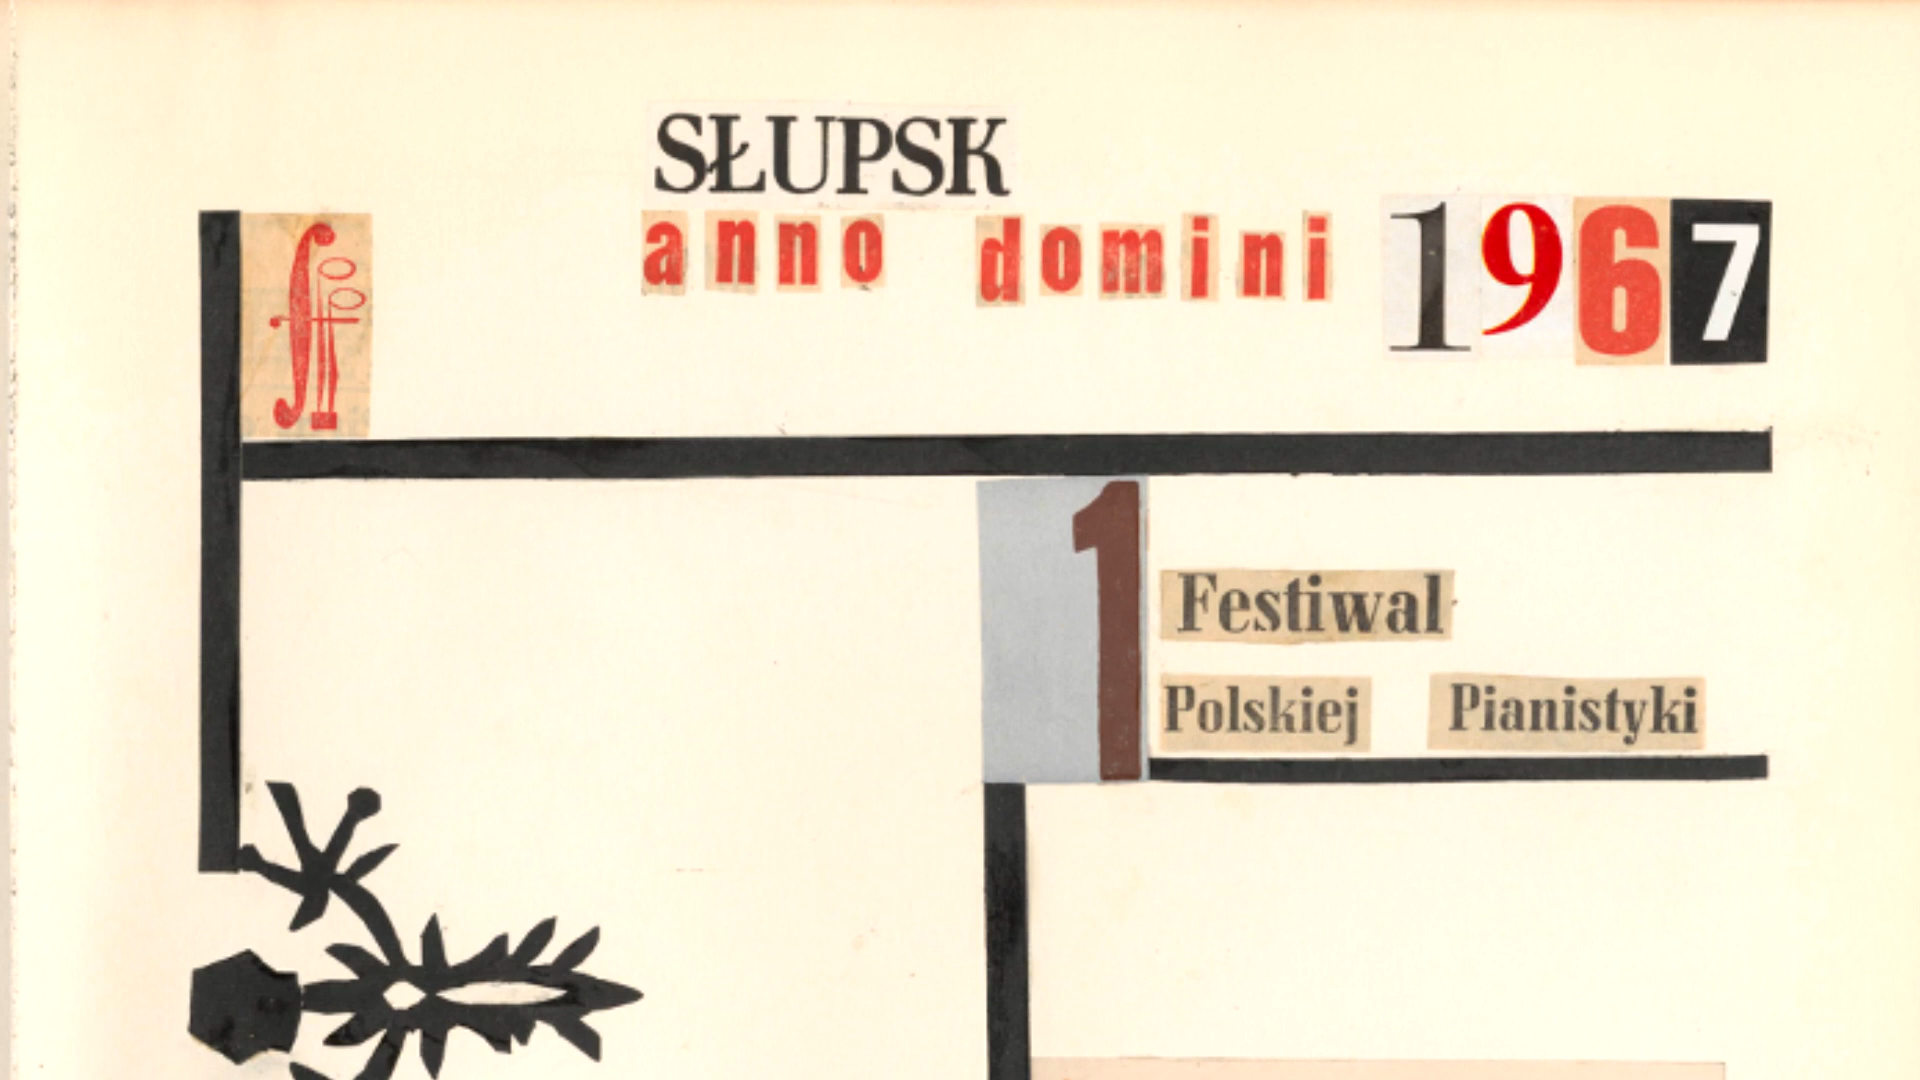 SŁUPSK
anno domini 1967
1 Festiwal
Polskiej Pianistyki